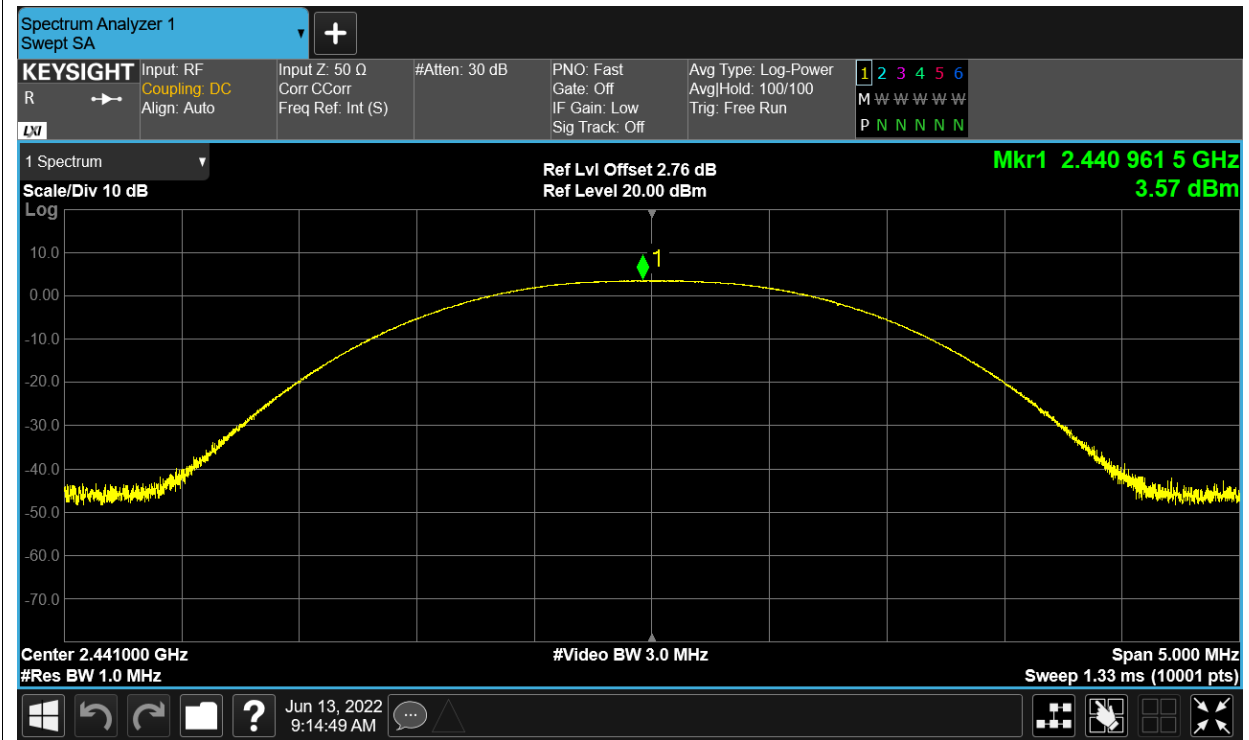 Spectrum Analyzer 1
Swept SA
KEYSIGHT
R
LXI
Input: RF
Coupling: DC
Align: Auto
Input Z: 50 Ω
Corr CCorr
Freq Ref: Int (S)
#Atten: 30 dB
PNO: Fast
Gate: Off
IF Gain: Low
Sig Track: Off
Avg Type: Log-Power
Avg|Hold: 100/100
Trig: Free Run
1 2 3 4 5 6
M W W W W W
P N N N N N
1 Spectrum
Scale/Div 10 dB
Log
Ref Lvl Offset 2.76 dB
Ref Level 20.00 dBm
Mkr1 2.440 961 5 GHz
3.57 dBm
10.0
1
0.00
-10.0
-20.0
-30.0
-40.0
-50.0
-60.0
-70.0
Center 2.441000 GHz
#Res BW 1.0 MHz
#Video BW 3.0 MHz
Span 5.000 MHz
Sweep 1.33 ms (10001 pts)
?
Jun 13, 2022
9:14:49 AM